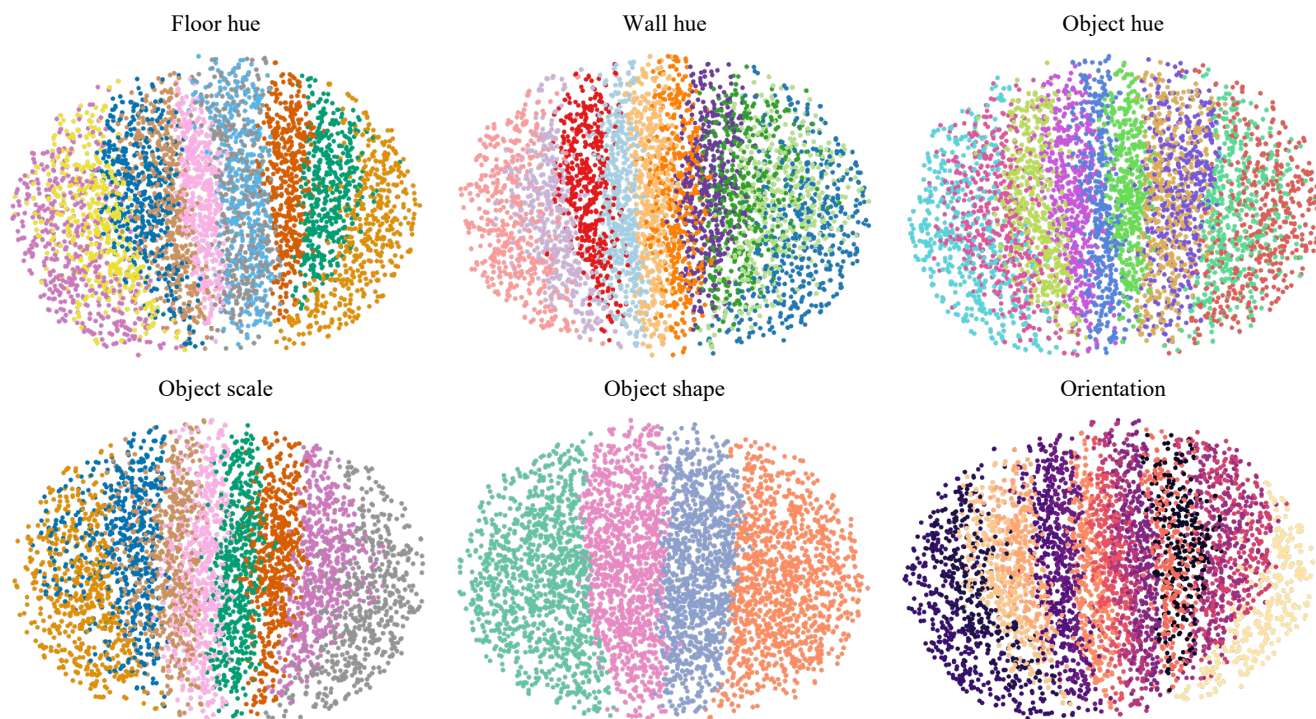 Floor hue
Wall hue
Object hue
Object scale
Object shape
Orientation